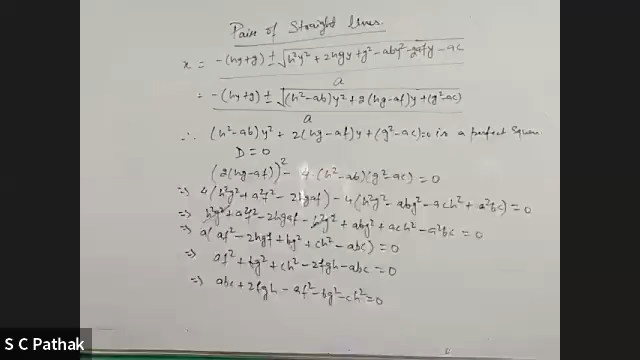 Pair of Straight lines
x = -(hy+g) ± √h²y² + 2hgy + g² - aby² - 2afy - ac / a
= -(hy+g) ± √(h²-ab)y² + 2(hg-af)y + (g²-ac) / a
∴ (h²-ab)y² + 2(hg-af)y + (g²-ac)=0 is a perfect square
D = 0
(2(hg-af))² - 4·(h²-ab)(g²-ac) = 0
⇒ 4(h²g² + a²f² - 2hgaf) - 4(h²g² - abg² - ach² + a²bc) = 0
⇒ h²g² + a²f² - 2hgaf - h²g² + abg² + ach² - a²bc = 0
⇒ a(af² - 2hgf + bg² + ch² - abc) = 0
⇒ af² + bg² + ch² - 2fgh - abc = 0
⇒ abc + 2fgh - af² - bg² - ch² = 0
S C Pathak